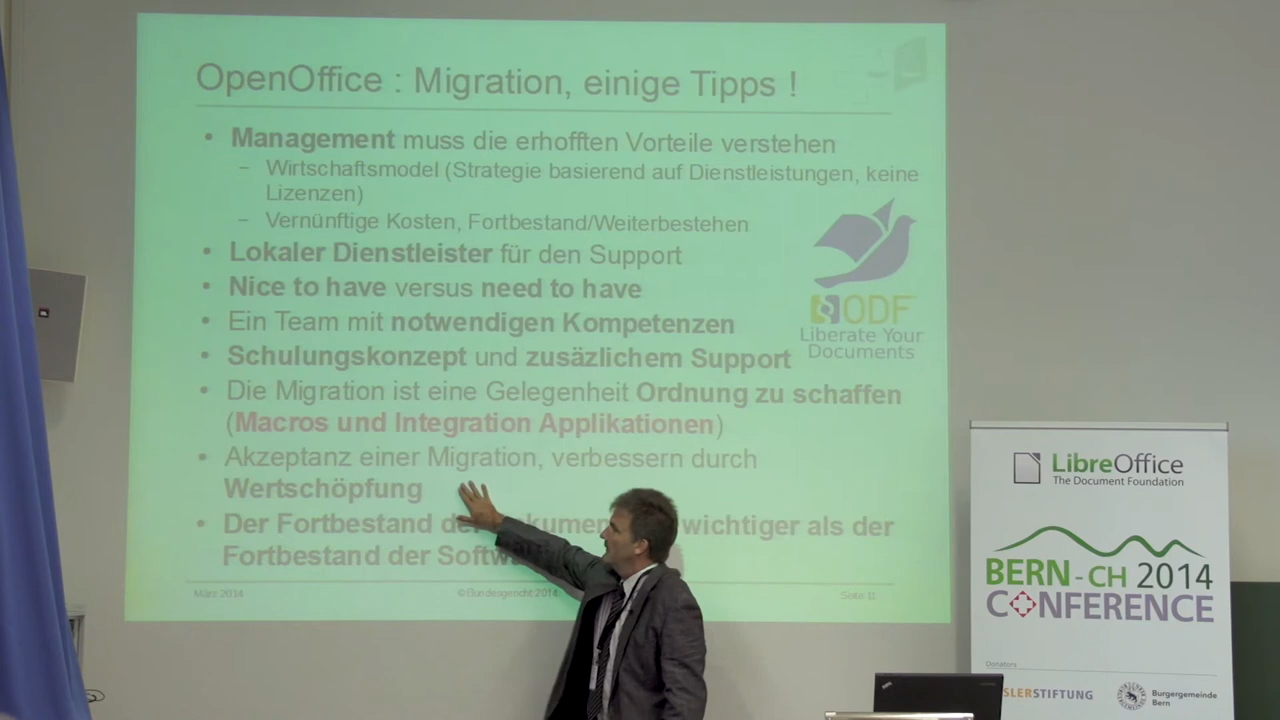 OpenOffice : Migration, einige Tipps !
• Management muss die erhofften Vorteile verstehen
– Wirtschaftsmodel (Strategie basierend auf Dienstleistungen, keine
Lizenzen)
– Vernünftige Kosten, Fortbestand/Weiterbestehen
• Lokaler Dienstleister für den Support
• Nice to have versus need to have
• Ein Team mit notwendigen Kompetenzen
• Schulungskonzept und zusäzlichem Support
• Die Migration ist eine Gelegenheit Ordnung zu schaffen
(Macros und Integration Applikationen)
• Akzeptanz einer Migration, verbessern durch
Wertschöpfung
• Der Fortbestand der wichtiger als der
Fortbestand der
März 2014
©Bundesgericht 2014
Seite 11
ODF
Liberate Your
Documents
LibreOffice
The Document Foundation
BERN - CH 2014
CONFERENCE
Donators
SLERSTIFTUNG
Burgergemeinde
Bern